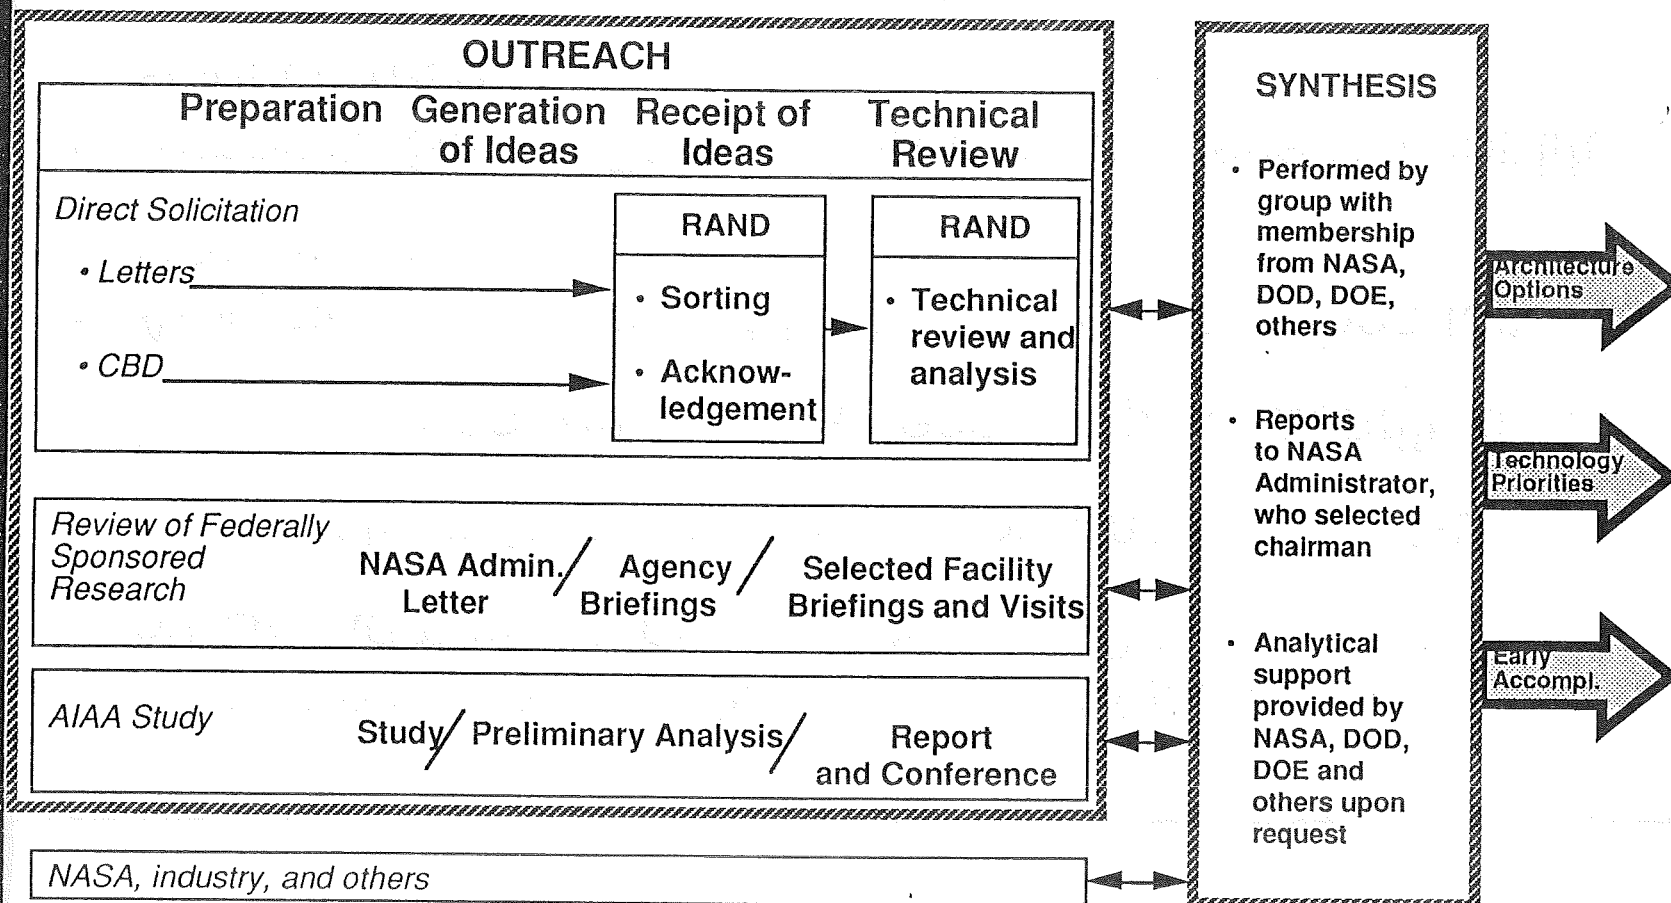 OUTREACH
Preparation Generation of Ideas Receipt of Ideas Technical Review
Direct Solicitation
• Letters
• CBD
RAND
• Sorting
• Acknow-
ledgement
RAND
• Technical
review and
analysis
Review of Federally
Sponsored
Research
NASA Admin. / Agency / Selected Facility
Letter Briefings Briefings and Visits
AIAA Study
Study / Preliminary Analysis / Report
and Conference
NASA, industry, and others
SYNTHESIS
• Performed by
group with
membership
from NASA,
DOD, DOE,
others
• Reports
to NASA
Administrator,
who selected
chairman
• Analytical
support
provided by
NASA, DOD,
DOE and
others upon
request
Architecture
Options
Technology
Priorities
Early
Accompl.